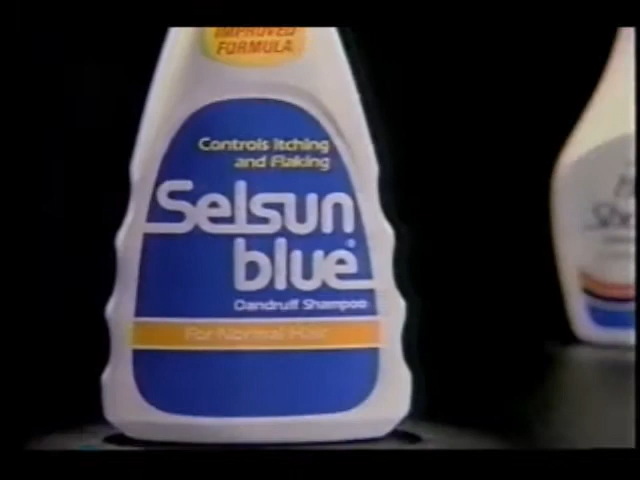 IMPROVED
FORMULA
Controls Itching
and Flaking
Selsun
blue®
Dandruff Shampoo
For Normal Hair